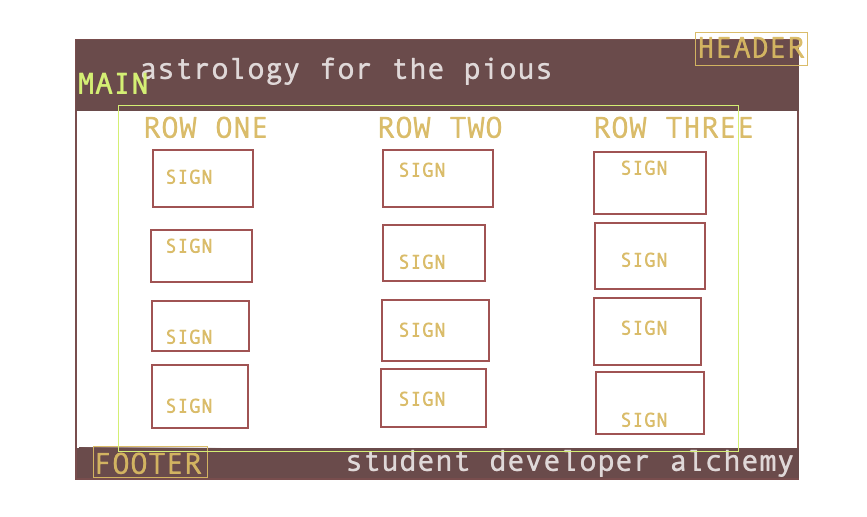 HEADER
astrology for the pious
MAIN
ROW ONE ROW TWO ROW THREE
SIGN SIGN SIGN
SIGN SIGN SIGN
SIGN SIGN SIGN
SIGN SIGN SIGN
FOOTER student developer alchemy